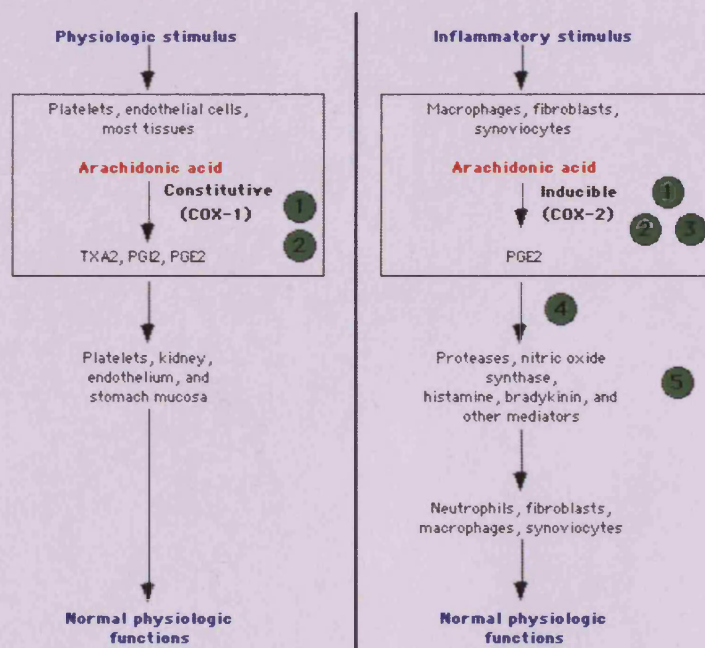 Physiologic stimulus
Platelets, endothelial cells,
most tissues
Arachidonic acid
Constitutive
(COX-1)
1
2
TXA2, PGI2, PGE2
Platelets, kidney,
endothelium, and
stomach mucosa
Normal physiologic
functions
Inflammatory stimulus
Macrophages, fibroblasts,
synoviocytes
Arachidonic acid
Inducible
(COX-2)
1
2 3
PGE2
4
Proteases, nitric oxide
synthase,
histamine, bradykinin, and
other mediators
5
Neutrophils, fibroblasts,
macrophages, synoviocytes
Normal physiologic
functions